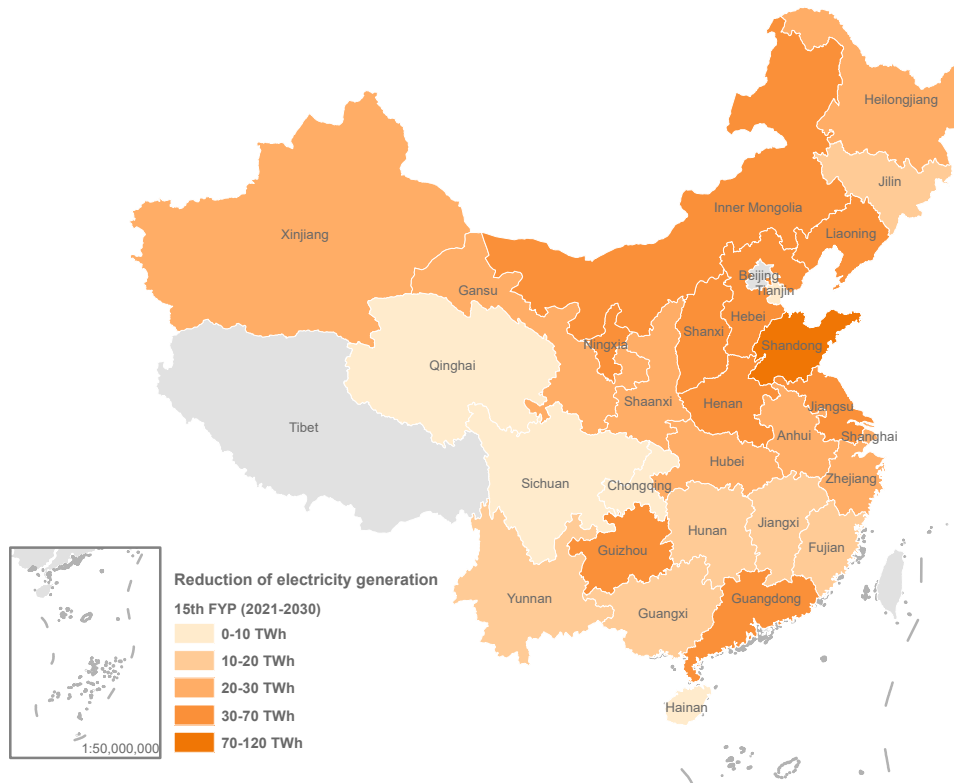 Heilongjiang
Jilin
Inner Mongolia
Liaoning
Xinjiang
Beijing
Tianjin
Gansu
Hebei
Shanxi
Ningxia
Shandong
Qinghai
Shaanxi
Henan
Jiangsu
Tibet
Anhui
Shanghai
Hubei
Zhejiang
Sichuan
Chongqing
Hunan
Jiangxi
Fujian
Guizhou
Yunnan
Guangxi
Guangdong
Hainan
Reduction of electricity generation
15th FYP (2021-2030)
0-10 TWh
10-20 TWh
20-30 TWh
30-70 TWh
70-120 TWh
1:50,000,000